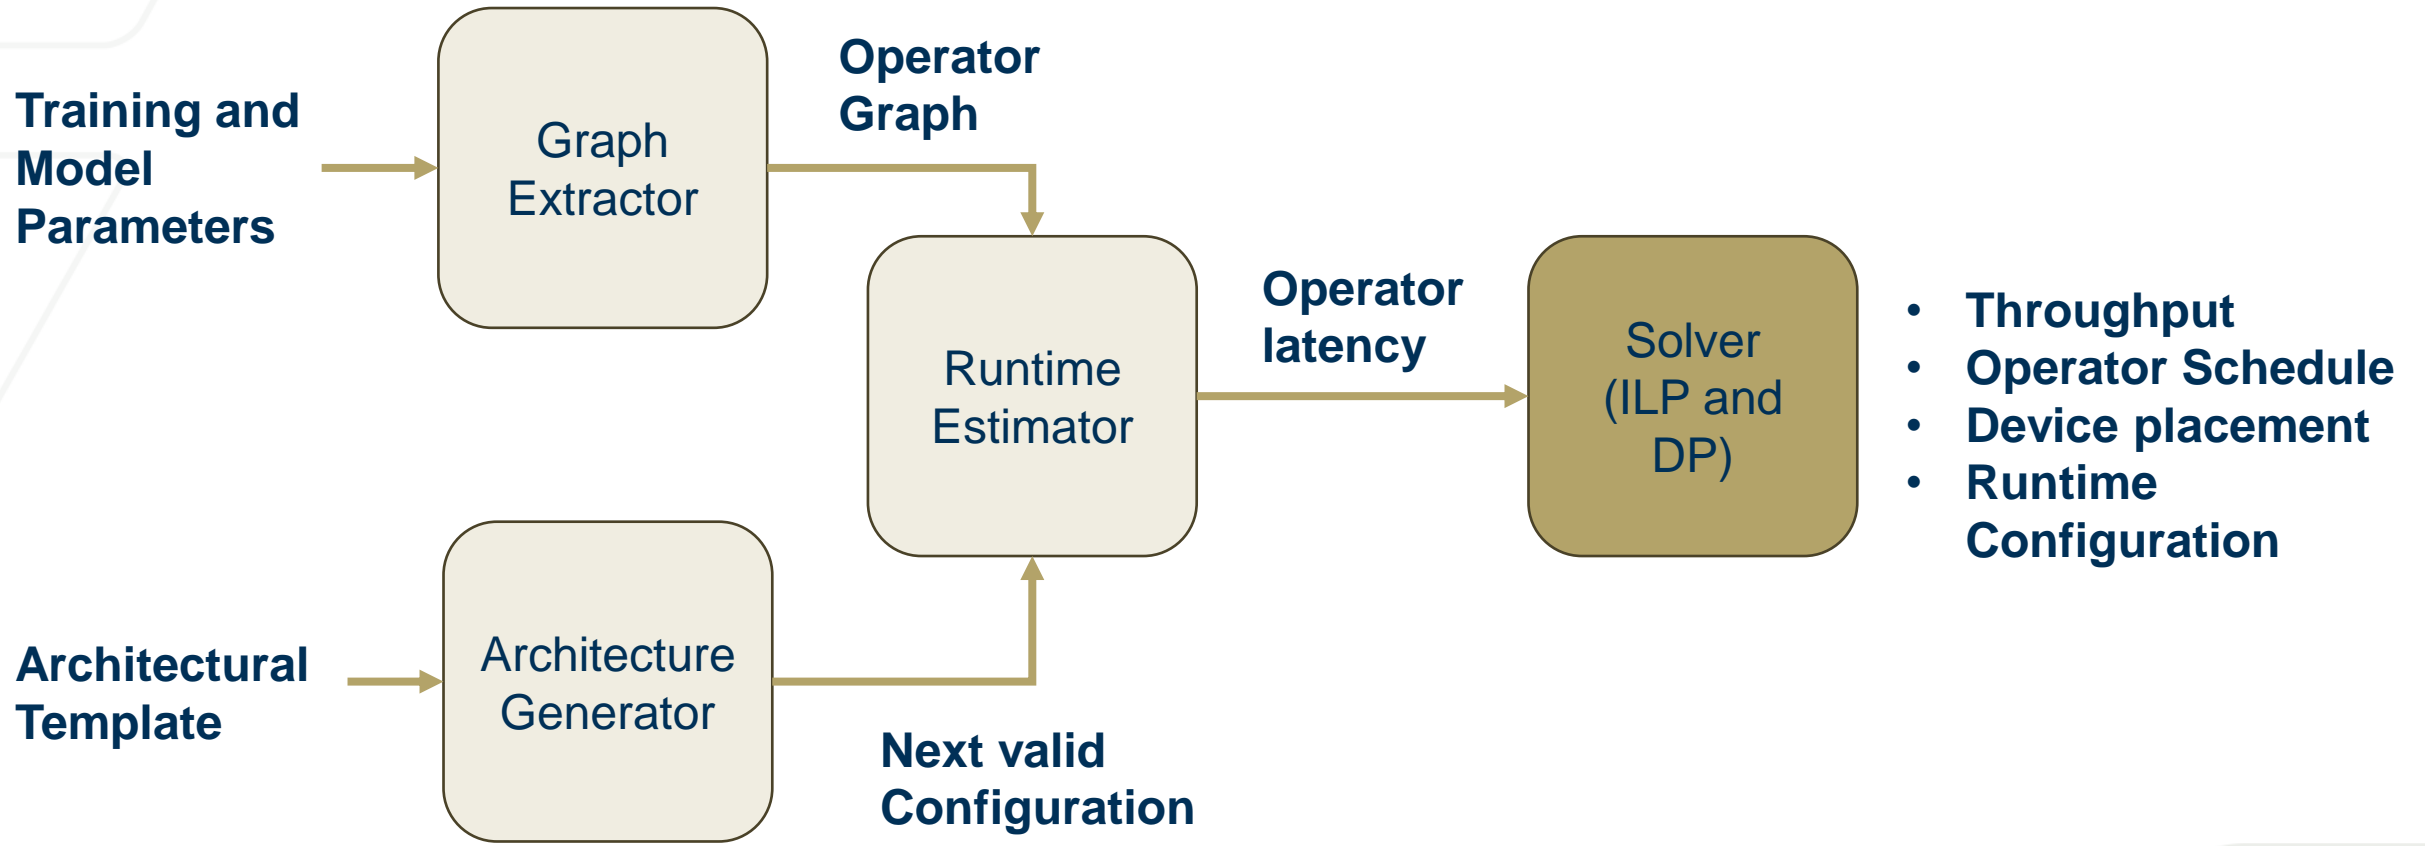 Training and
Model
Parameters
Graph
Extractor
Operator
Graph
Runtime
Estimator
Operator
latency
Solver
(ILP and
DP)
• Throughput
• Operator Schedule
• Device placement
• Runtime
Configuration
Architectural
Template
Architecture
Generator
Next valid
Configuration